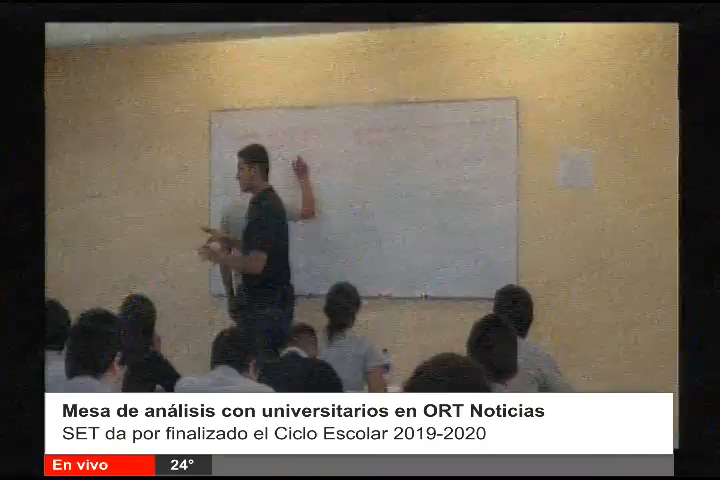 Mesa de análisis con universitarios en ORT Noticias
SET da por finalizado el Ciclo Escolar 2019-2020
En vivo 24°